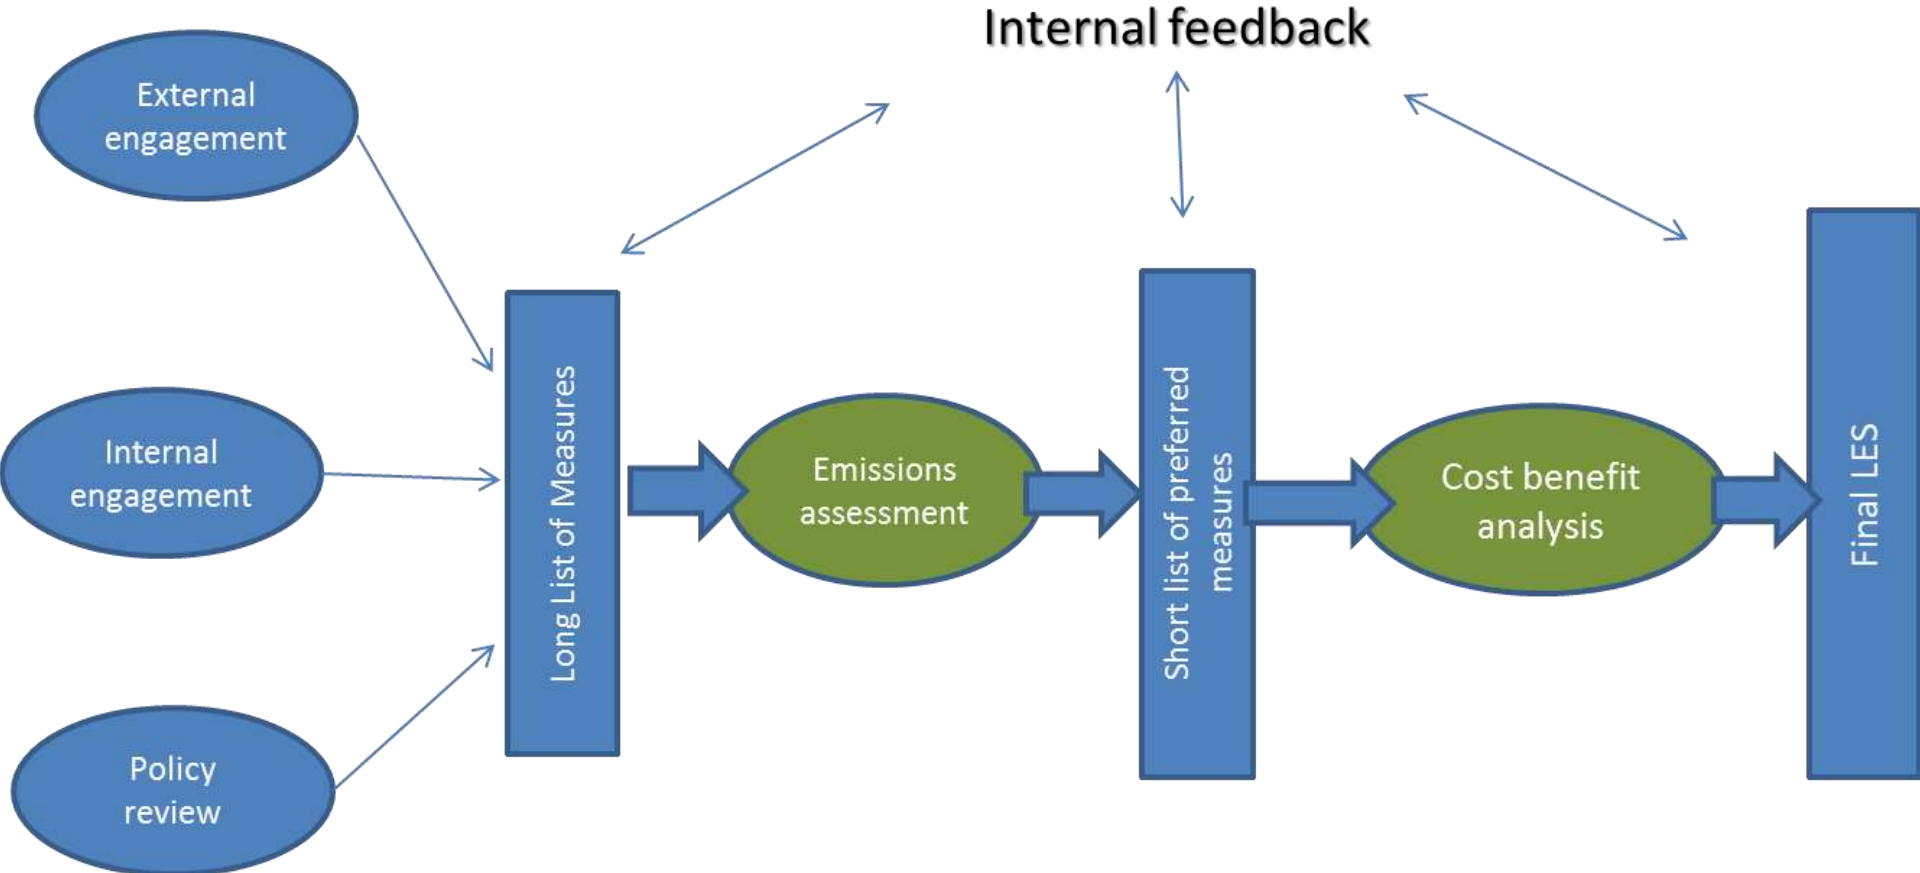 Internal feedback
External
engagement
Internal
engagement
Policy
review
Long List of Measures
Emissions
assessment
Short list of preferred
measures
Cost benefit
analysis
Final LES